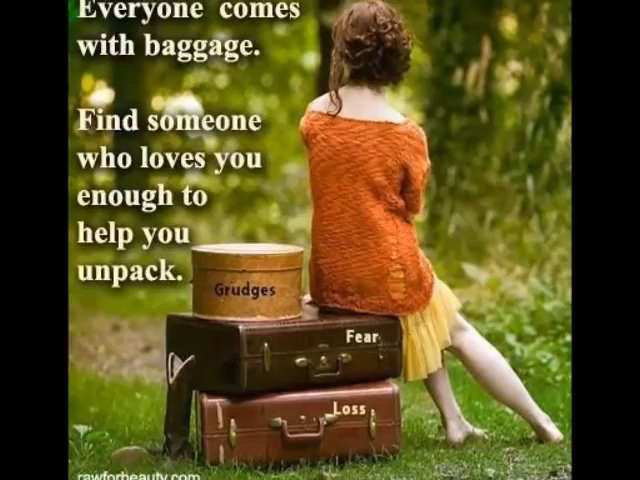 Everyone comes
with baggage.
Find someone
who loves you
enough to
help you
unpack.
Grudges
Fear
Loss
rawforbeauty.com